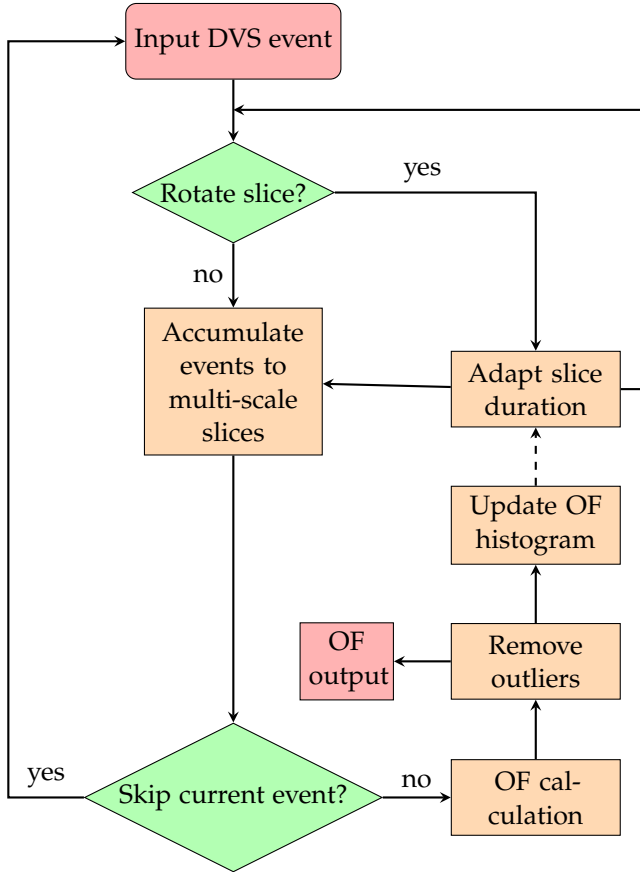 Input DVS event
Rotate slice?
yes
no
Accumulate
events to
multi-scale
slices
Adapt slice
duration
Update OF
histogram
OF
output
Remove
outliers
yes
Skip current event?
no
OF cal-
culation